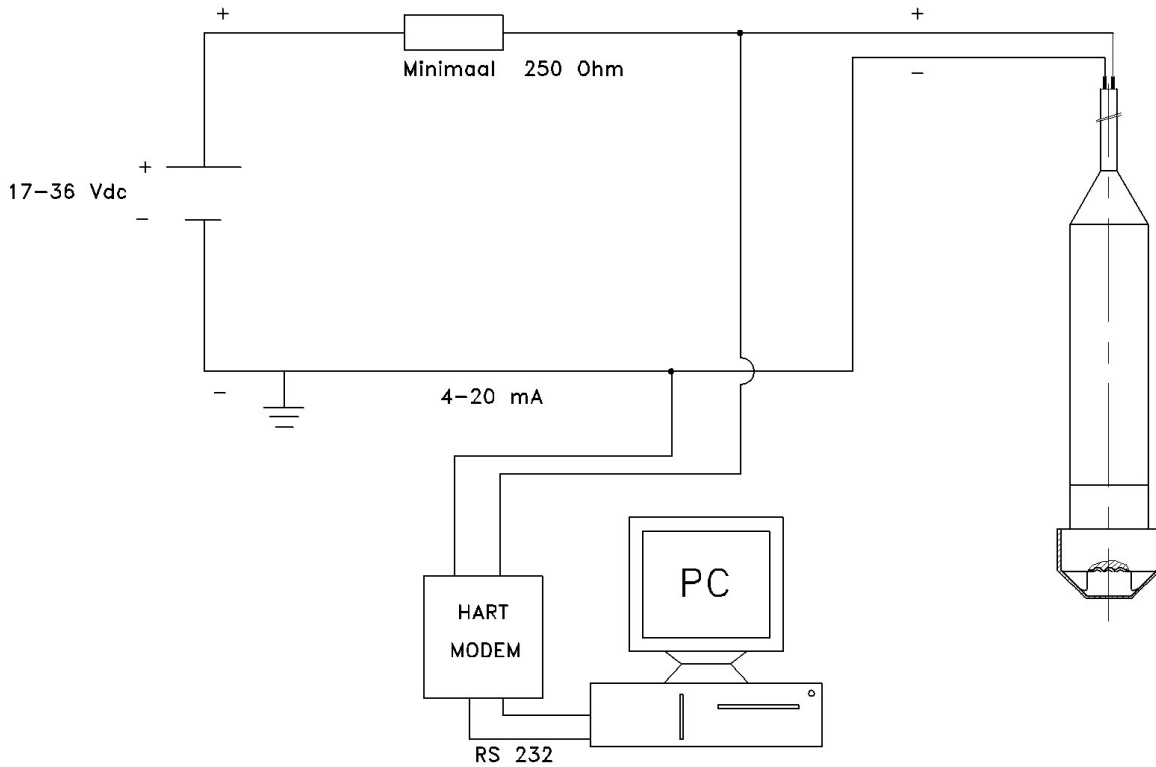 +
+
Minimaal 250 Ohm
-
+
17-36 Vdc
-
-
4-20 mA
PC
HART
MODEM
RS 232